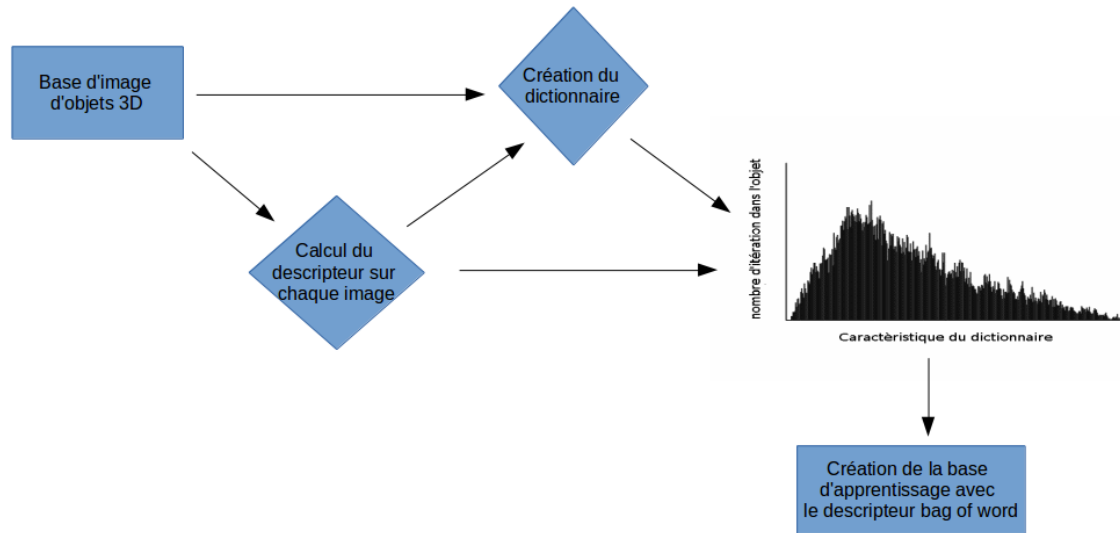 Base d'image
d'objets 3D
Création du
dictionnaire
Calcul du
descripteur sur
chaque image
nombre d'itération dans l'objet
Caractèristique du dictionnaire
Création de la base
d'apprentissage avec
le descripteur bag of word